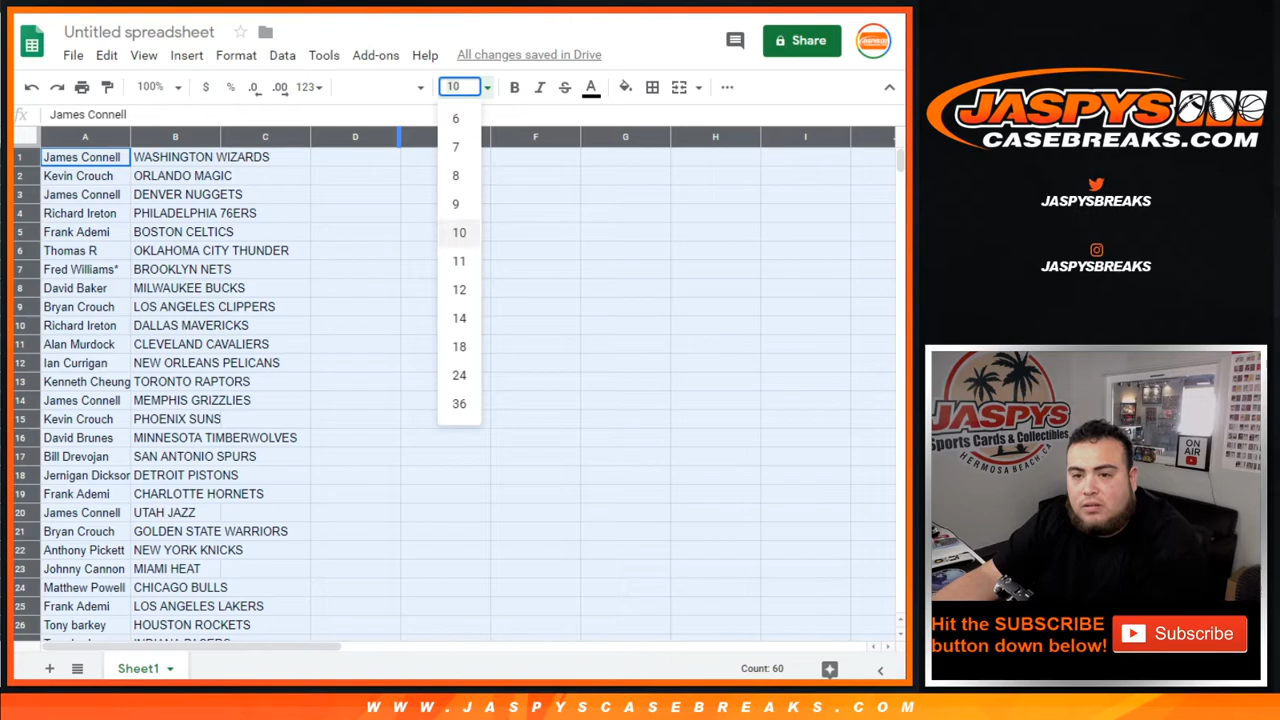 Untitled spreadsheet
File Edit View Insert Format Data Tools Add-ons Help All changes saved in Drive
Share
100% $ % .0 .00 123 10 B I S A
fx James Connell
A B C D F G H I
1 James Connell WASHINGTON WIZARDS
2 Kevin Crouch ORLANDO MAGIC
3 James Connell DENVER NUGGETS
4 Richard Ireton PHILADELPHIA 76ERS
5 Frank Ademi BOSTON CELTICS
6 Thomas R OKLAHOMA CITY THUNDER
7 Fred Williams* BROOKLYN NETS
8 David Baker MILWAUKEE BUCKS
9 Bryan Crouch LOS ANGELES CLIPPERS
10 Richard Ireton DALLAS MAVERICKS
11 Alan Murdock CLEVELAND CAVALIERS
12 Ian Currigan NEW ORLEANS PELICANS
13 Kenneth Cheung TORONTO RAPTORS
14 James Connell MEMPHIS GRIZZLIES
15 Kevin Crouch PHOENIX SUNS
16 David Brunes MINNESOTA TIMBERWOLVES
17 Bill Drevojan SAN ANTONIO SPURS
18 Jernigan Dickson DETROIT PISTONS
19 Frank Ademi CHARLOTTE HORNETS
20 James Connell UTAH JAZZ
21 Bryan Crouch GOLDEN STATE WARRIORS
22 Anthony Pickett NEW YORK KNICKS
23 Johnny Cannon MIAMI HEAT
24 Matthew Powell CHICAGO BULLS
25 Frank Ademi LOS ANGELES LAKERS
26 Tony barkey HOUSTON ROCKETS
INDIANA PACERS
6
7
8
9
10
11
12
14
18
24
36
Sheet1
Count: 60
JASPYS
CASEBREAKS.COM
JASPYSBREAKS
JASPYSBREAKS
JASPYS
Sports Cards & Collectibles
HERMOSA BEACH, CA
ON
AIR
Hit the SUBSCRIBE
button down below!
Subscribe
WWW.JASPYSCASEBREAKS.COM